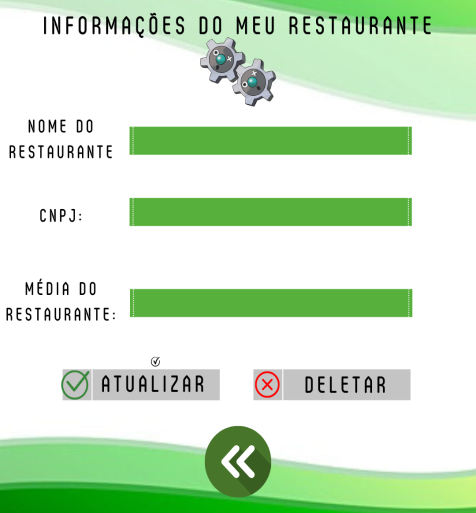 INFORMAÇÕES DO MEU RESTAURANTE
NOME DO
RESTAURANTE
CNPJ:
MÉDIA DO
RESTAURANTE:
ATUALIZAR
DELETAR